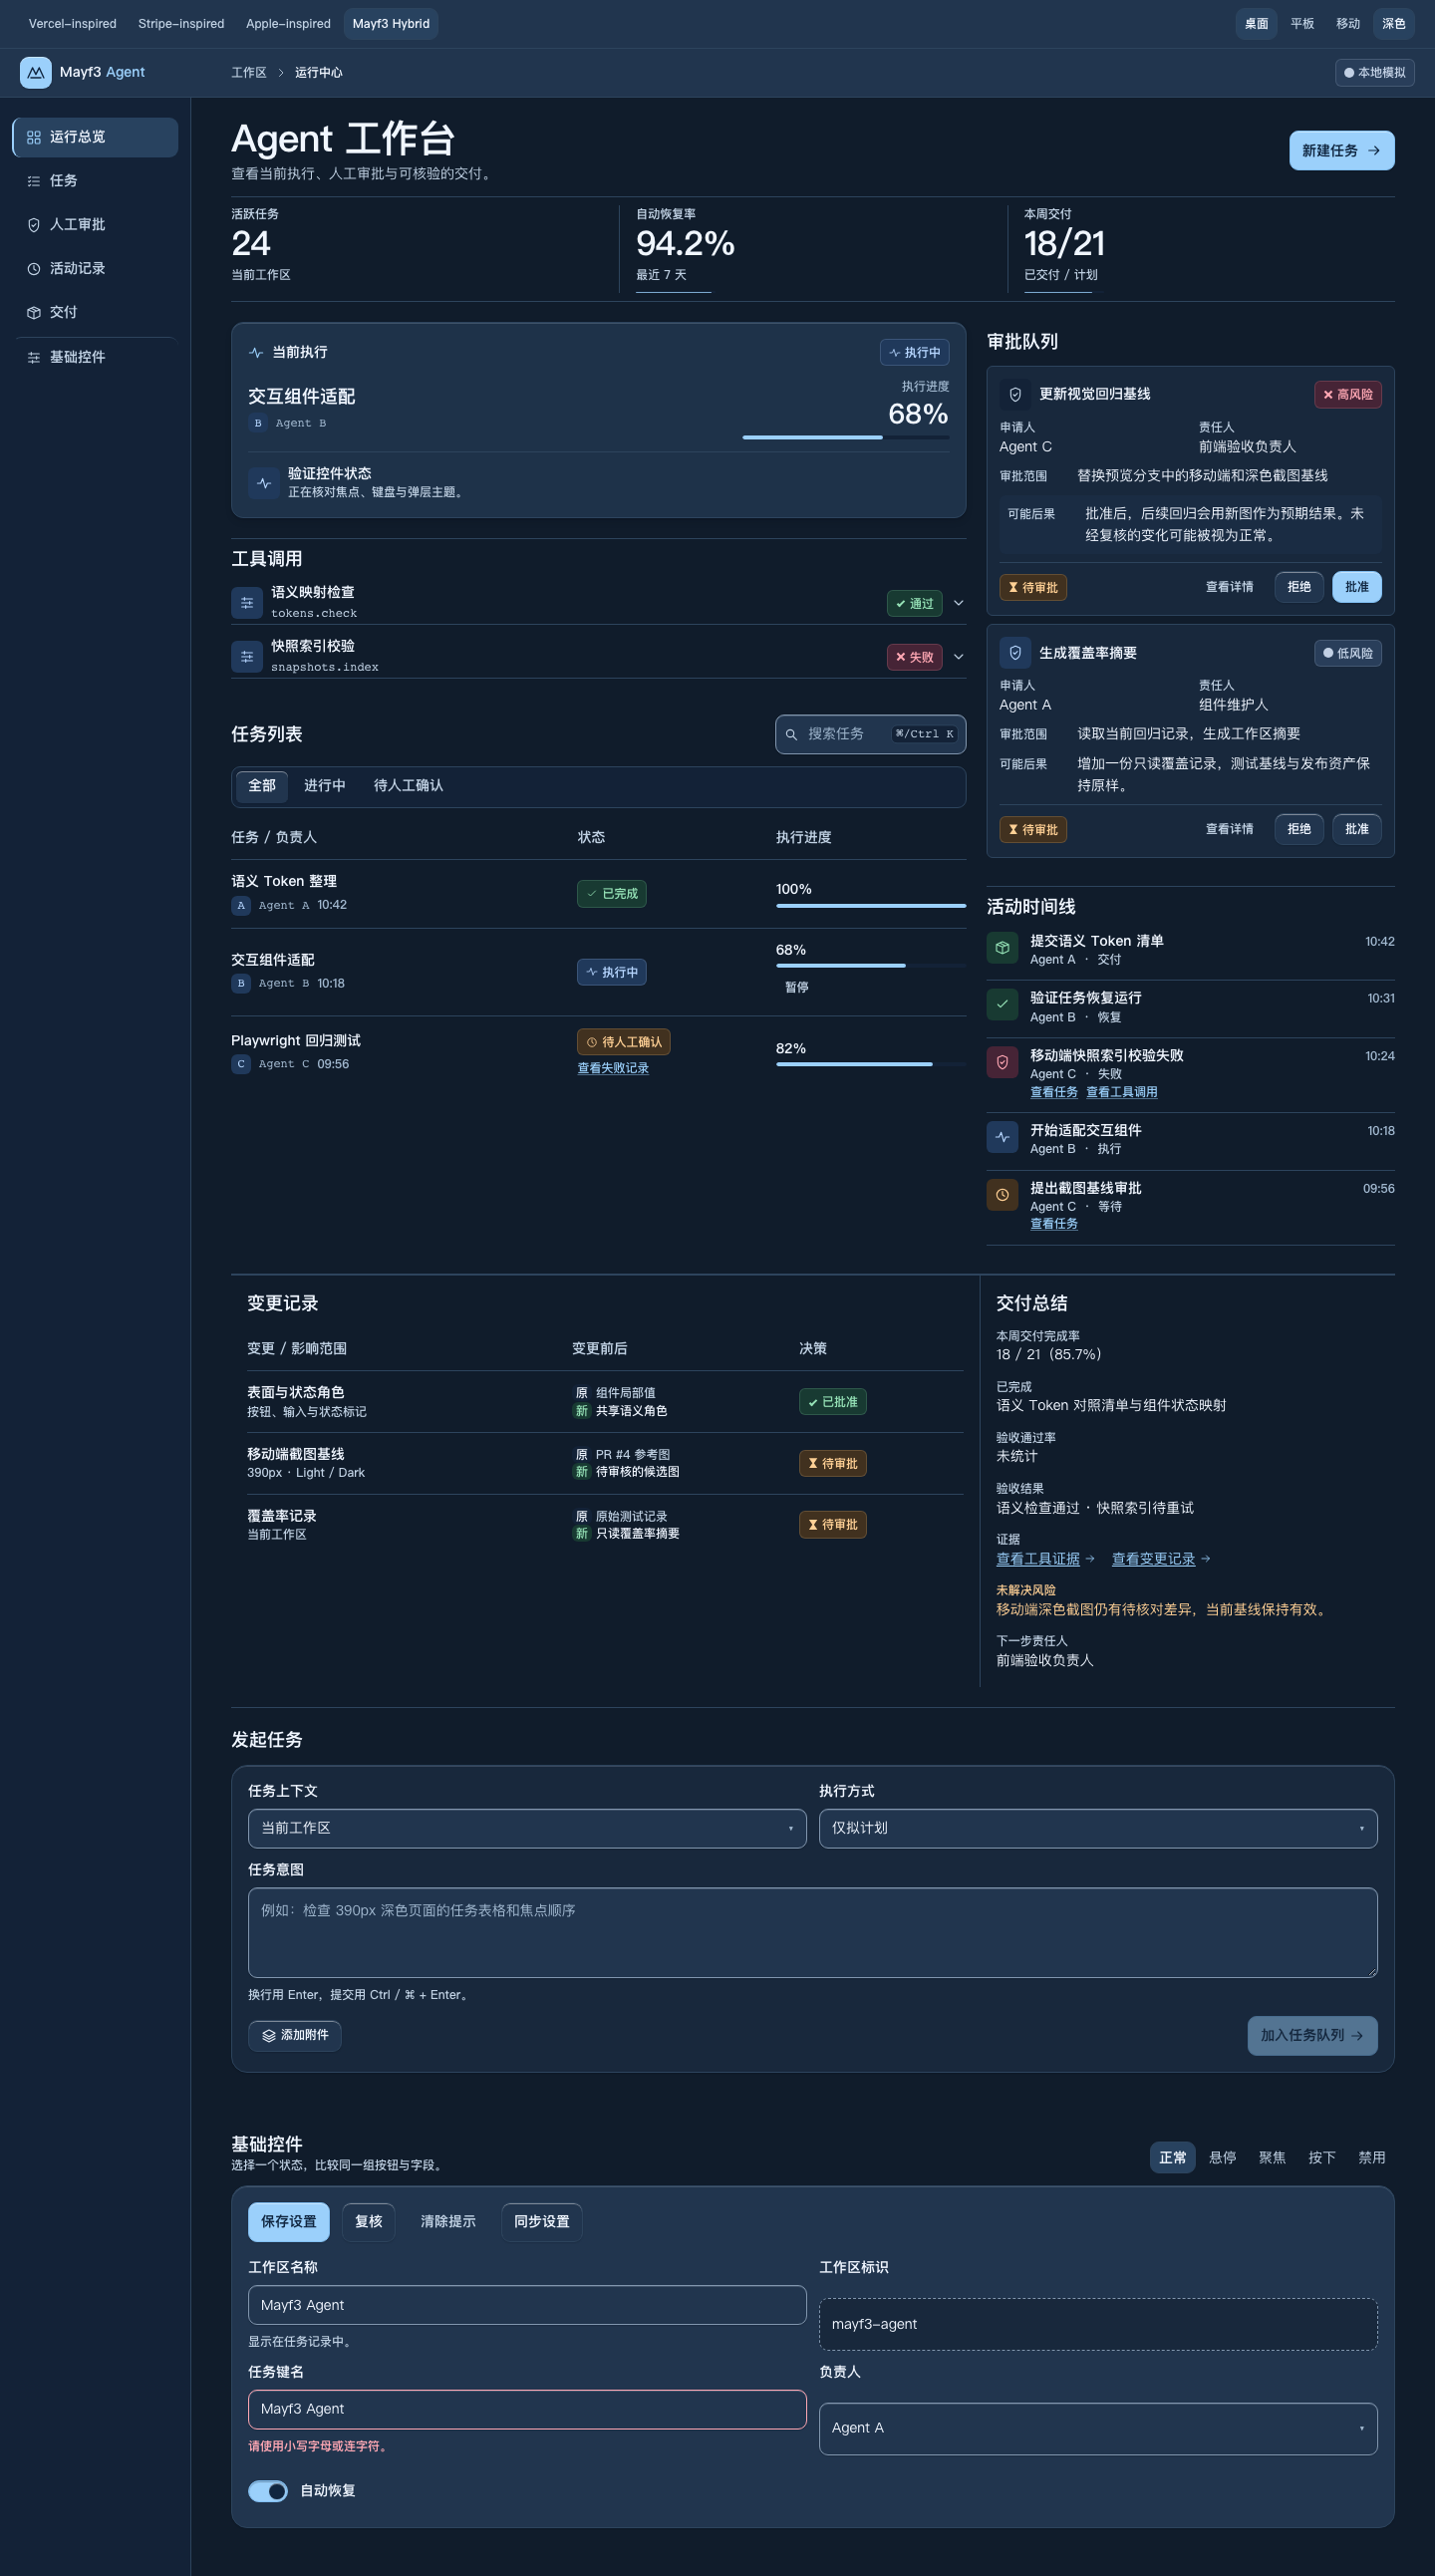 Vercel-inspired Stripe-inspired Apple-inspired Mayf3 Hybrid 桌面 平板 移动 深色
Mayf3 Agent 工作区 运行中心 本地模拟
运行总览
任务
人工审批
活动记录
交付
基础控件
Agent 工作台
查看当前执行、人工审批与可核验的交付。
新建任务
活跃任务
24
当前工作区
自动恢复率
94.2%
最近 7 天
本周交付
18/21
已交付 / 计划
当前执行
执行中
交互组件适配
B Agent B
执行进度
68%
验证控件状态
正在核对焦点、键盘与弹层主题。
工具调用
语义映射检查
tokens.check
通过
快照索引校验
snapshots.index
失败
任务列表
搜索任务 ⌘/Ctrl K
全部 进行中 待人工确认
任务 / 负责人 状态 执行进度
语义 Token 整理
A Agent A 10:42
已完成
100%
交互组件适配
B Agent B 10:18
执行中
68%
暂停
Playwright 回归测试
C Agent C 09:56
待人工确认
查看失败记录
82%
审批队列
更新视觉回归基线
高风险
申请人 责任人
Agent C 前端验收负责人
审批范围 替换预览分支中的移动端和深色截图基线
可能后果 批准后，后续回归会用新图作为预期结果。未
经复核的变化可能被视为正常。
待审批 查看详情 拒绝 批准
生成覆盖率摘要
低风险
申请人 责任人
Agent A 组件维护人
审批范围 读取当前回归记录，生成工作区摘要
可能后果 增加一份只读覆盖记录，测试基线与发布资产保
持原样。
待审批 查看详情 拒绝 批准
活动时间线
提交语义 Token 清单 10:42
Agent A · 交付
验证任务恢复运行 10:31
Agent B · 恢复
移动端快照索引校验失败 10:24
Agent C · 失败
查看任务 查看工具调用
开始适配交互组件 10:18
Agent B · 执行
提出截图基线审批 09:56
Agent C · 等待
查看任务
变更记录
变更 / 影响范围 变更前后 决策
表面与状态角色
按钮、输入与状态标记
原 组件局部值
新 共享语义角色
已批准
移动端截图基线
390px · Light / Dark
原 PR #4 参考图
新 待审核的候选图
待审批
覆盖率记录
当前工作区
原 原始测试记录
新 只读覆盖率摘要
待审批
交付总结
本周交付完成率
18 / 21（85.7%）
已完成
语义 Token 对照清单与组件状态映射
验收通过率
未统计
验收结果
语义检查通过 · 快照索引待重试
证据
查看工具证据 → 查看变更记录 →
未解决风险
移动端深色截图仍有待核对差异，当前基线保持有效。
下一步责任人
前端验收负责人
发起任务
任务上下文 执行方式
当前工作区 仅拟计划
任务意图
例如：检查 390px 深色页面的任务表格和焦点顺序
换行用 Enter，提交用 Ctrl / ⌘ + Enter。
添加附件 加入任务队列
基础控件
选择一个状态，比较同一组按钮与字段。
正常 悬停 聚焦 按下 禁用
保存设置 复核 清除提示 同步设置
工作区名称 工作区标识
Mayf3 Agent mayf3-agent
显示在任务记录中。
任务键名 负责人
Mayf3 Agent Agent A
请使用小写字母或连字符。
自动恢复